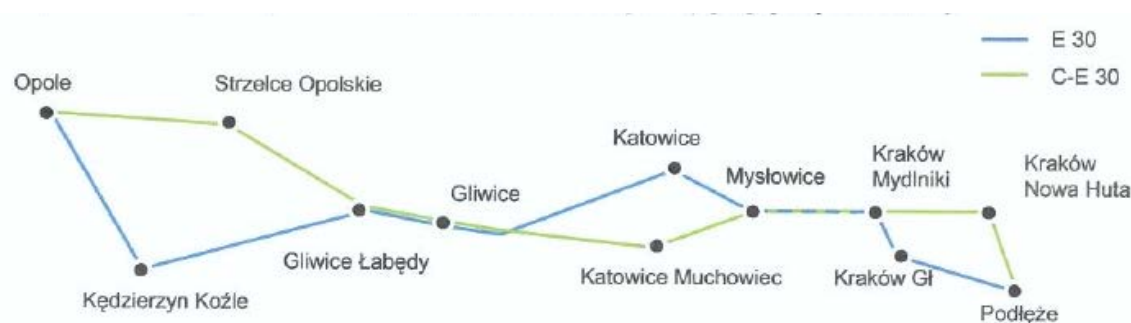 E 30
C-E 30
Opole
Strzelce Opolskie
Katowice
Kraków
Mydlniki
Kraków
Nowa Huta
Gliwice
Mysłowice
Gliwice Łabędy
Kędzierzyn Koźle
Katowice Muchowiec
Kraków Gł
Podłęże